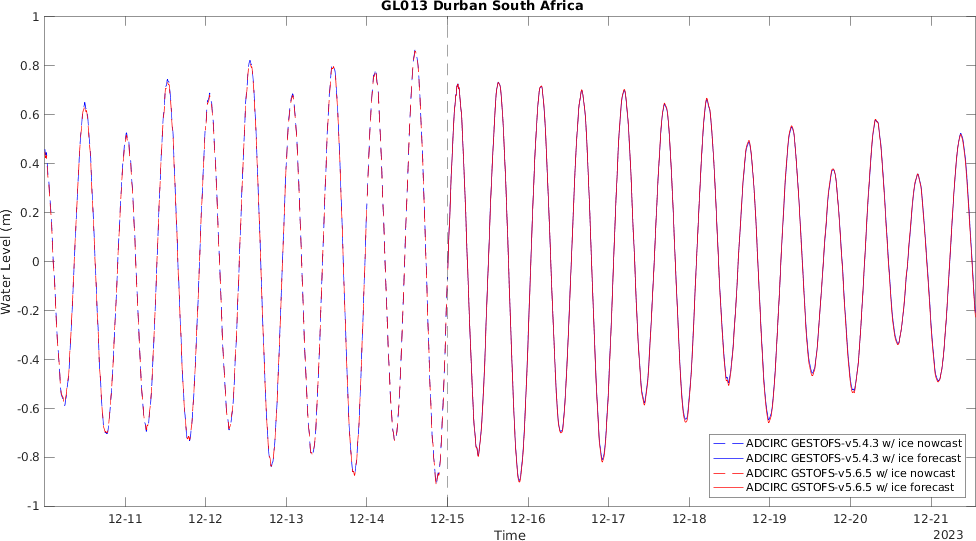 GL013 Durban South Africa
1
0.8
0.6
0.4
0.2
0
-0.2
-0.4
-0.6
-0.8
-1
Water Level (m)
ADCIRC GESTOFS-v5.4.3 w/ ice nowcast
ADCIRC GESTOFS-v5.4.3 w/ ice forecast
ADCIRC GSTOFS-v5.6.5 w/ ice nowcast
ADCIRC GSTOFS-v5.6.5 w/ ice forecast
12-11 12-12 12-13 12-14 12-15 12-16 12-17 12-18 12-19 12-20 12-21
Time
2023